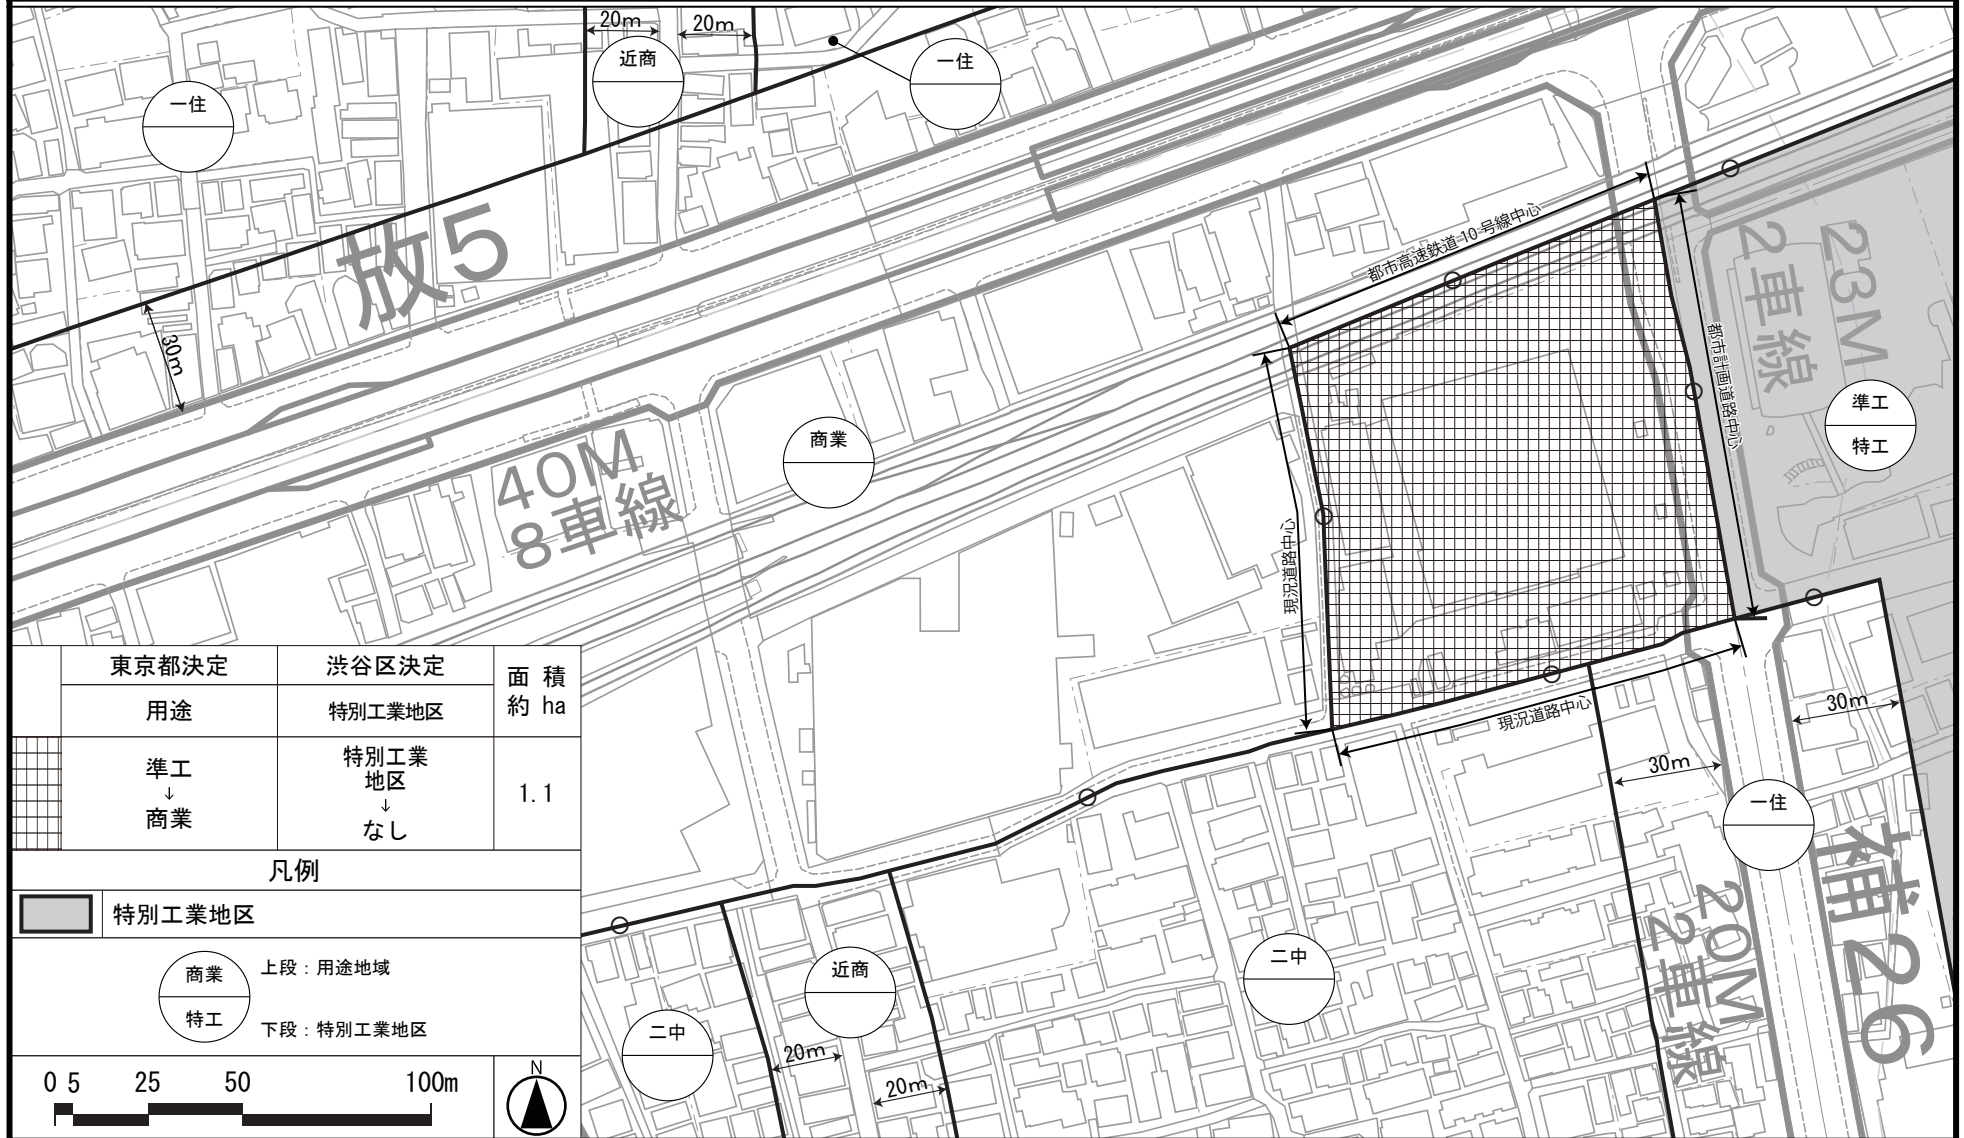 20m
20m
近商
一住
一住
放5
30m
都市高速鉄道10号線中心
23M
2車線
都市計画道路中心
準工
特工
商業
40M
8車線
現況道路中心
現況道路中心
30m
30m
一住
補26
20M
2車線
近商
二中
二中
20m
20m
東京都決定
渋谷区決定
面 積
約 ha
用途
特別工業地区
準工
↓
商業
特別工業
地区
↓
なし
1.1
凡例
特別工業地区
商業
特工
上段：用途地域
下段：特別工業地区
0 5 25 50 100m
N